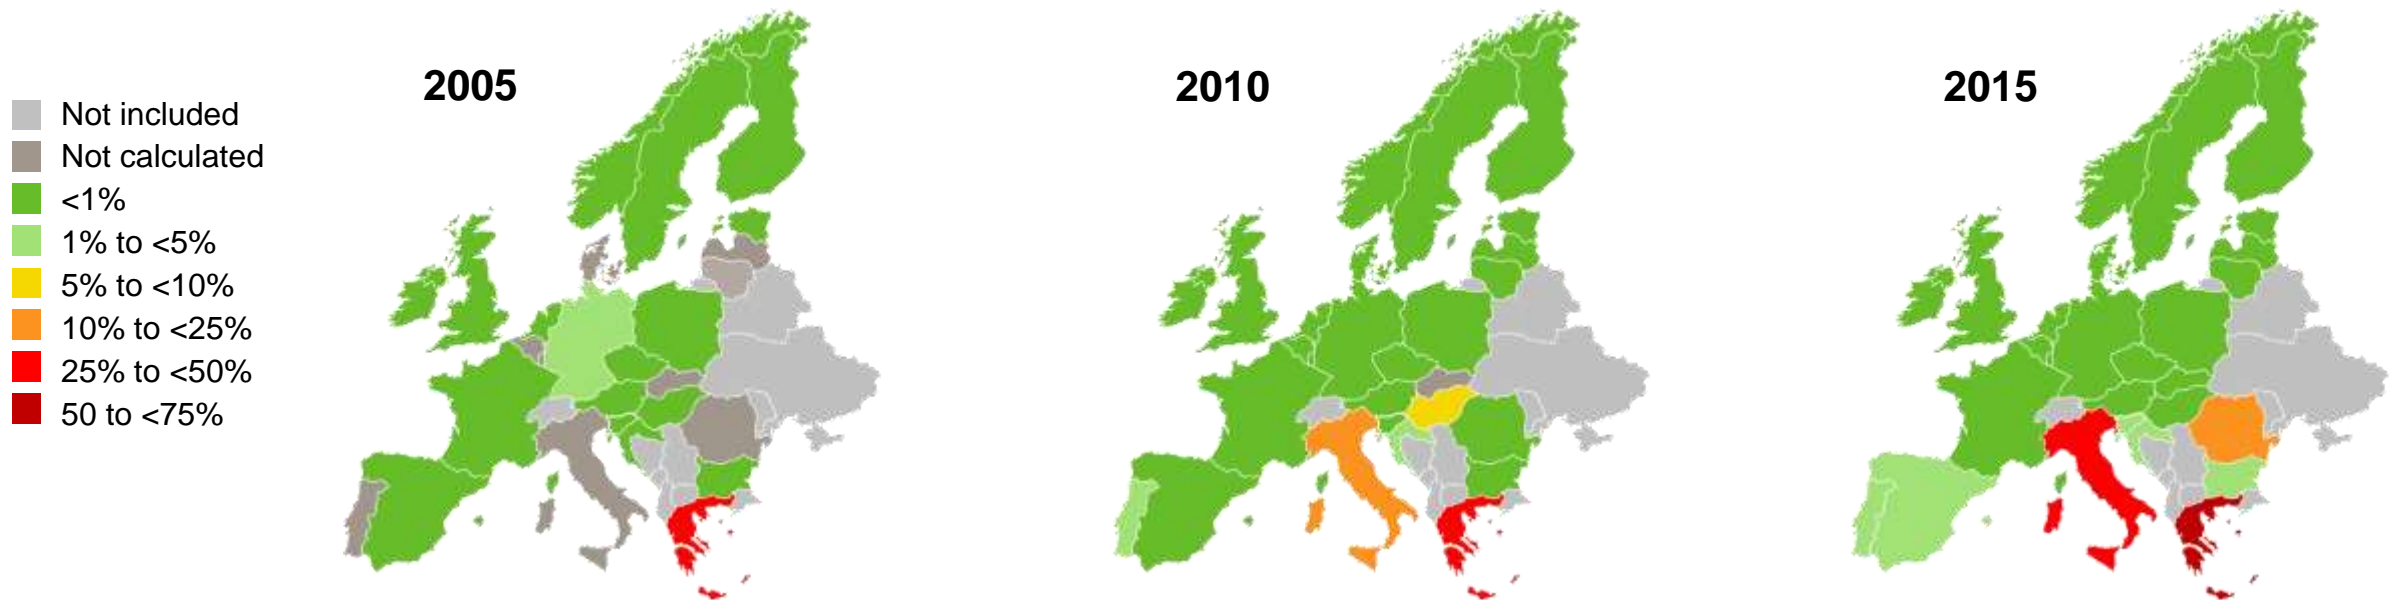 2005
2010
2015
Not included
Not calculated
<1%
1% to <5%
5% to <10%
10% to <25%
25% to <50%
50 to <75%